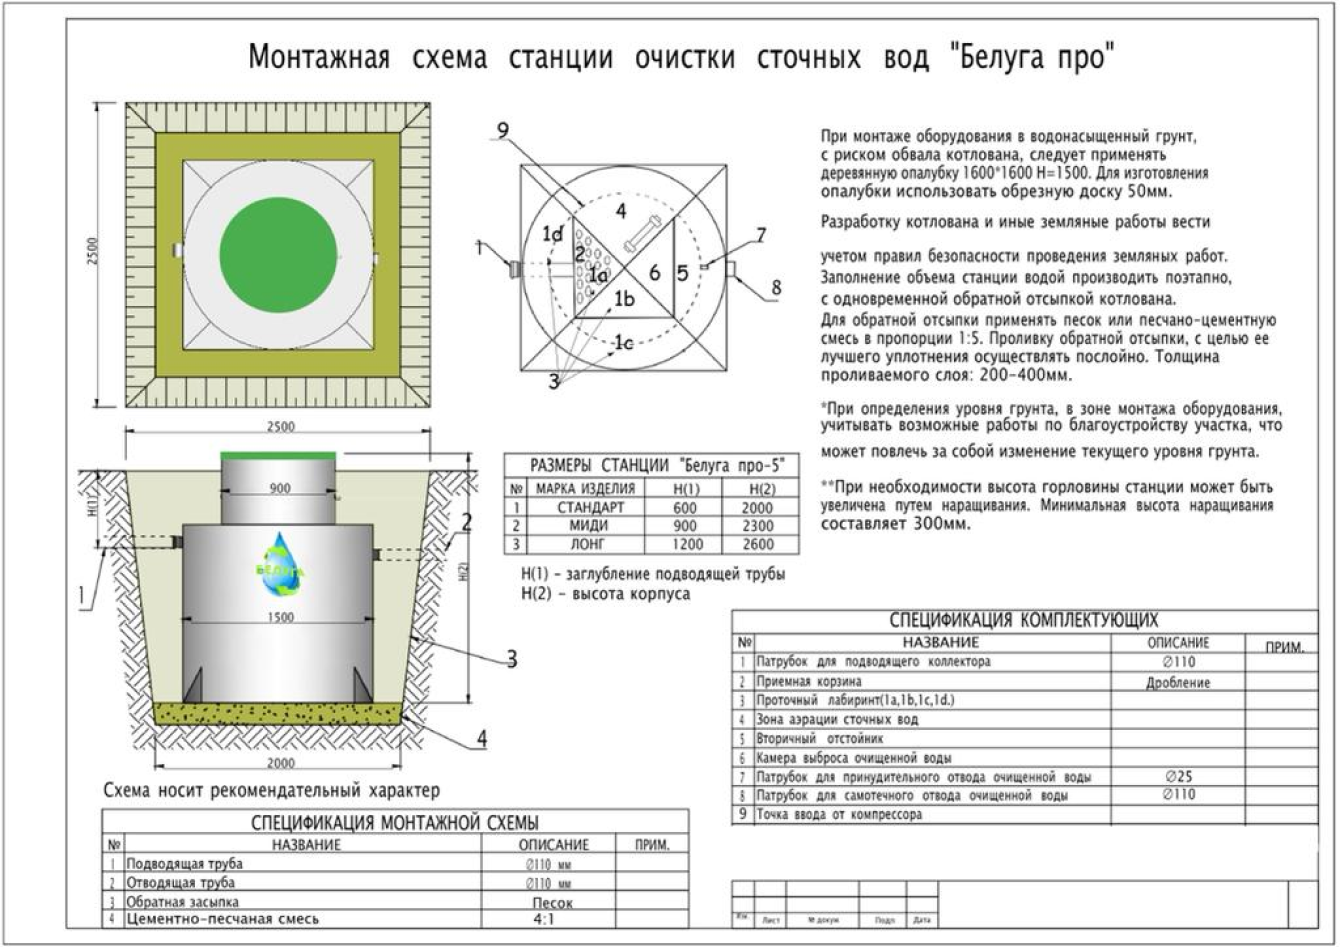 Монтажная схема станции очистки сточных вод "Белуга про"
2500
2500
9
4
1d
2
1a
1b
1c
6
5
7
8
1
3
При монтаже оборудования в водонасыщенный грунт,
с риском обвала котлована, следует применять
деревянную опалубку 1600*1600 H=1500. Для изготовления
опалубки использовать обрезную доску 50мм.
Разработку котлована и иные земляные работы вести
учетом правил безопасности проведения земляных работ.
Заполнение объема станции водой производить поэтапно,
с одновременной обратной отсыпкой котлована.
Для обратной отсыпки применять песок или песчано-цементную
смесь в пропорции 1:5. Проливку обратной отсыпки, с целью ее
лучшего уплотнения осуществлять послойно. Толщина
проливаемого слоя: 200-400мм.
*При определения уровня грунта, в зоне монтажа оборудования,
учитывать возможные работы по благоустройству участка, что
может повлечь за собой изменение текущего уровня грунта.
**При необходимости высота горловины станции может быть
увеличена путем наращивания. Минимальная высота наращивания
составляет 300мм.
900
H(1)
БЕЛУГА
1500
H(2)
1
2
3
4
2000
РАЗМЕРЫ СТАНЦИИ "Белуга про-5"
№ МАРКА ИЗДЕЛИЯ H(1) H(2)
1 СТАНДАРТ 600 2000
2 МИДИ 900 2300
3 ЛОНГ 1200 2600
H(1) - заглубление подводящей трубы
H(2) - высота корпуса
Схема носит рекомендательный характер
СПЕЦИФИКАЦИЯ МОНТАЖНОЙ СХЕМЫ
№ НАЗВАНИЕ ОПИСАНИЕ ПРИМ.
1 Подводящая труба ∅110 мм
2 Отводящая труба ∅110 мм
3 Обратная засыпка Песок
4 Цементно-песчаная смесь 4:1
СПЕЦИФИКАЦИЯ КОМПЛЕКТУЮЩИХ
№ НАЗВАНИЕ ОПИСАНИЕ ПРИМ.
1 Патрубок для подводящего коллектора ∅110
2 Приемная корзина Дробление
3 Проточный лабиринт(1a,1b,1c,1d.)
4 Зона аэрации сточных вод
5 Вторичный отстойник
6 Камера выброса очищенной воды
7 Патрубок для принудительного отвода очищенной воды ∅25
8 Патрубок для самотечного отвода очищенной воды ∅110
9 Точка ввода от компрессора
Изм. Лист № докум Подп Дата